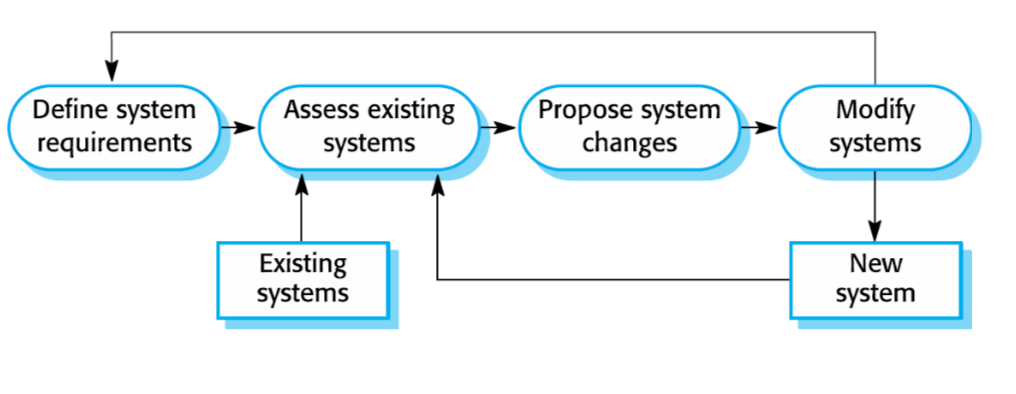 Define system
requirements
Assess existing
systems
Propose system
changes
Modify
systems
Existing
systems
New
system